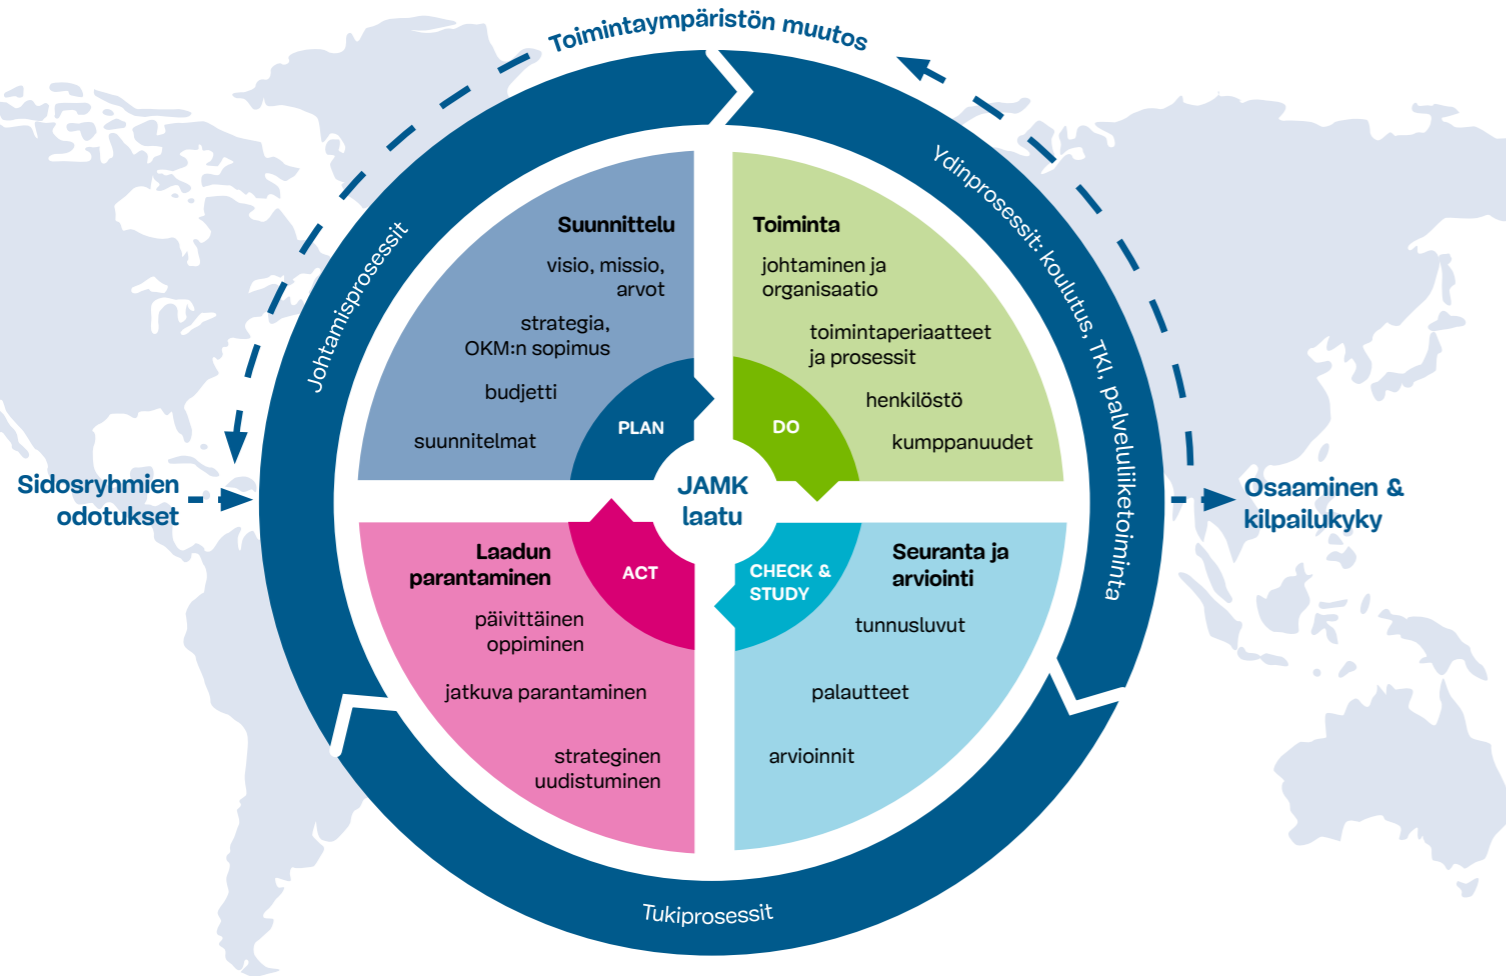 Toimintaympäristön muutos
Johtamisprosessit
Ydinprosessit: koulutus, TKI, palveluliiketoiminta
Tukiprosessit
Sidosryhmien
odotukset
Osaaminen &
kilpailukyky
Suunnittelu
visio, missio,
arvot
strategia,
OKM:n sopimus
budjetti
suunnitelmat
PLAN
Toiminta
johtaminen ja
organisaatio
toimintaperiaatteet
ja prosessit
henkilöstö
kumppanuudet
DO
JAMK
laatu
Laadun
parantaminen
päivittäinen
oppiminen
jatkuva parantaminen
strateginen
uudistuminen
ACT
CHECK &
STUDY
Seuranta ja
arviointi
tunnusluvut
palautteet
arvioinnit